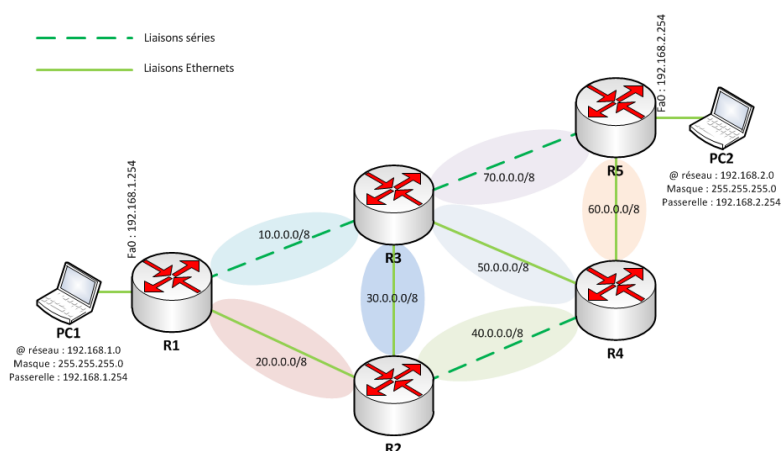 Liaisons séries
Liaisons Ethernets
Fa0 : 192.168.2.254
R5
PC2
@ réseau : 192.168.2.0
Masque : 255.255.255.0
Passerelle : 192.168.2.254
70.0.0.0/8
60.0.0.0/8
Fa0 : 192.168.1.254
10.0.0.0/8
R3
50.0.0.0/8
30.0.0.0/8
PC1
@ réseau : 192.168.1.0
Masque : 255.255.255.0
Passerelle : 192.168.1.254
R1
20.0.0.0/8
40.0.0.0/8
R4
R2